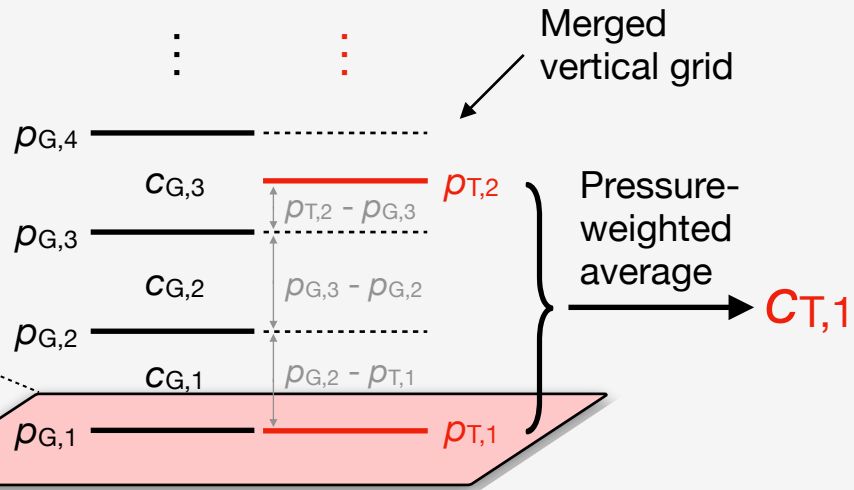 Merged
vertical grid
pG,4
cG,3
pT,2
pT,2 - pG,3
pG,3
cG,2
pG,3 - pG,2
pG,2
cG,1
pG,2 - pT,1
pG,1
pT,1
Pressure-
weighted
average
cT,1